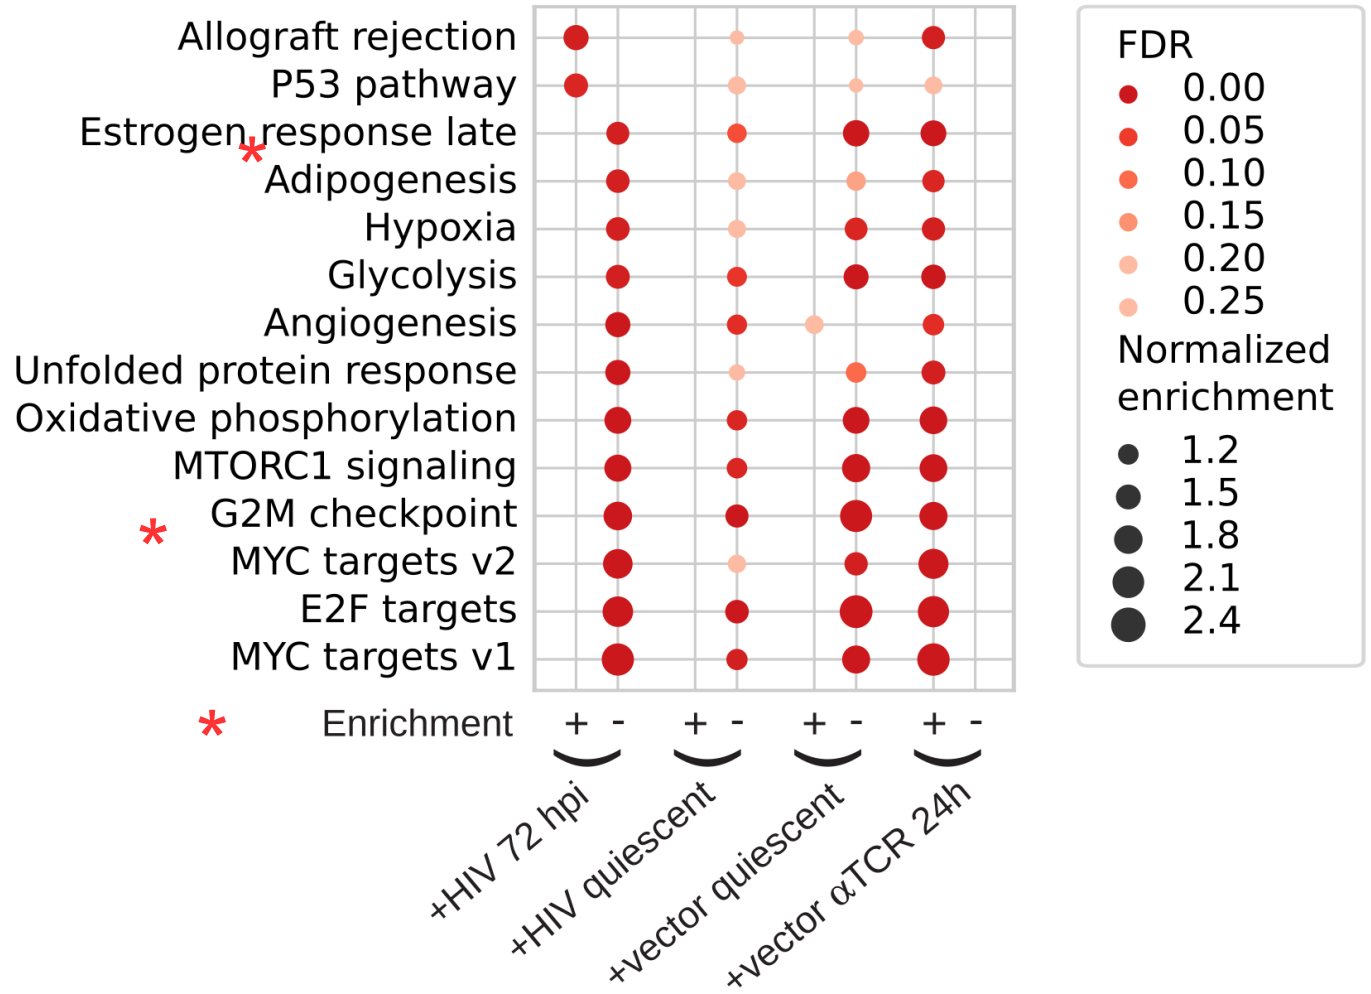 Allograft rejection
P53 pathway
Estrogen response late
*
Adipogenesis
Hypoxia
Glycolysis
Angiogenesis
Unfolded protein response
Oxidative phosphorylation
MTORC1 signaling
G2M checkpoint
*
MYC targets v2
E2F targets
MYC targets v1
* Enrichment + - + - + - + -
+HIV 72 hpi
+HIV quiescent
+vector quiescent
+vector αTCR 24h
FDR
0.00
0.05
0.10
0.15
0.20
0.25
Normalized
enrichment
1.2
1.5
1.8
2.1
2.4